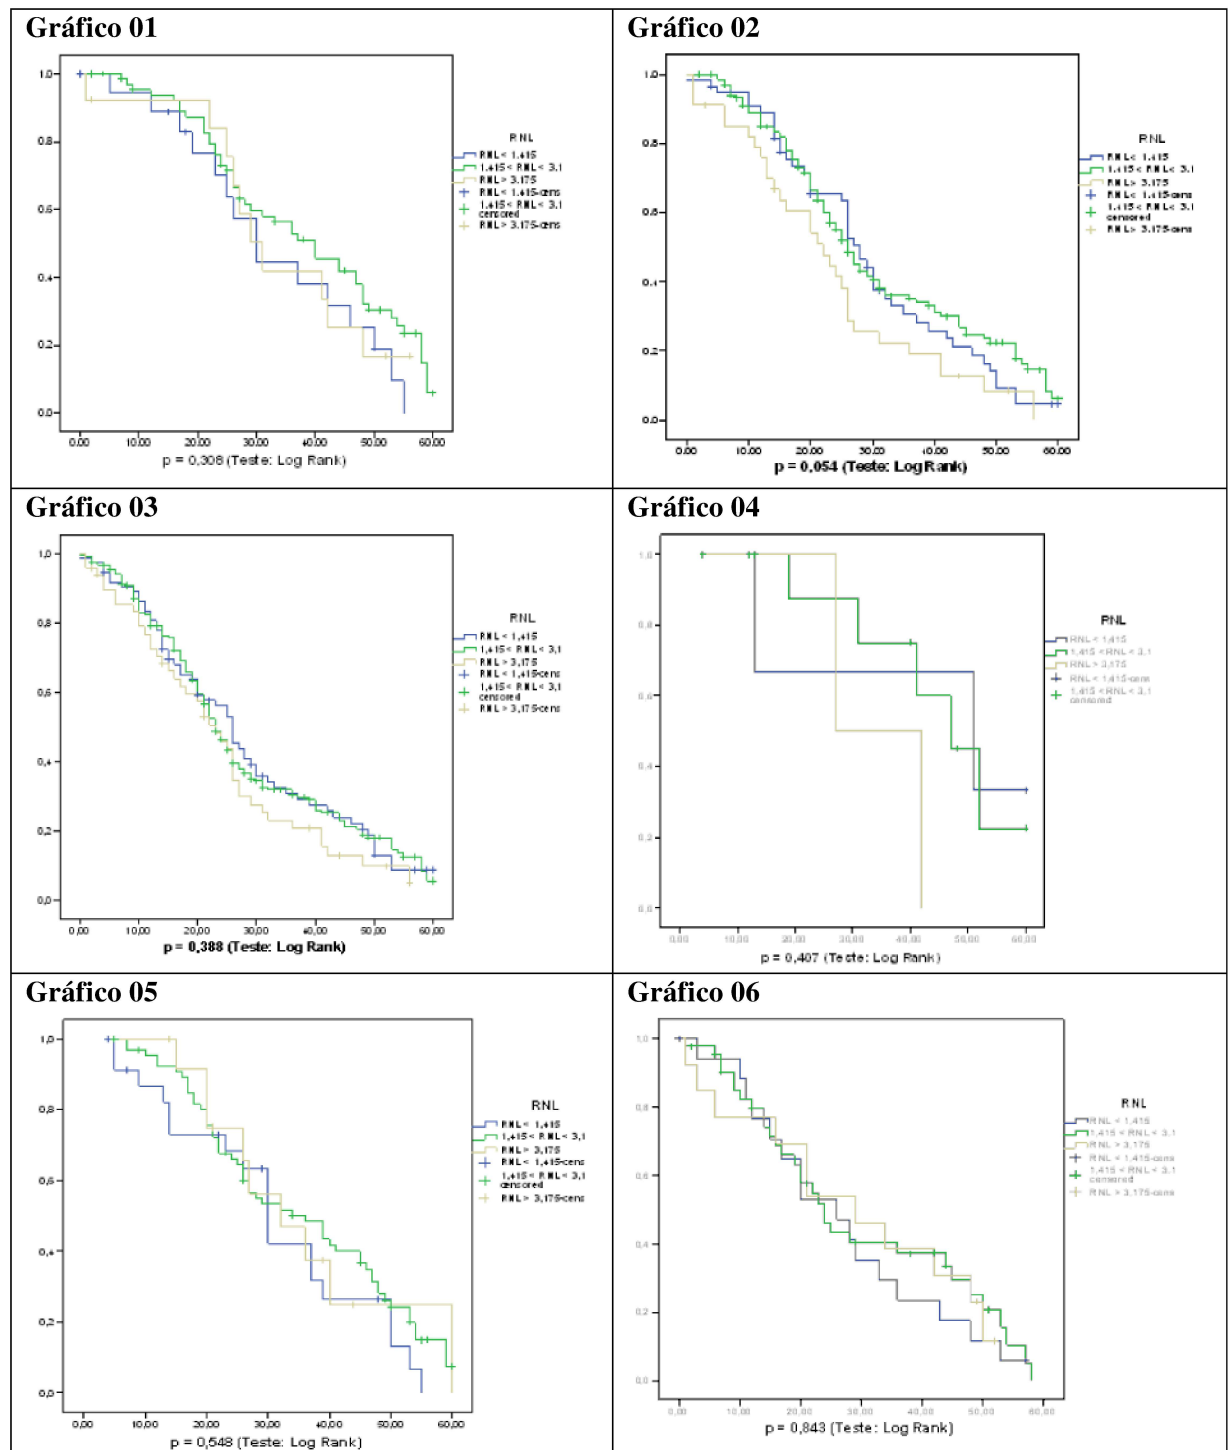 Gráfico 01
1,0
0,8
0,6
0,4
0,2
0,0
0,00 10,00 20,00 30,00 40,00 50,00 60,00
p = 0,308 (Teste: Log Rank)
RNL
RNL < 1,415
1,415 < RNL < 3,1
RNL > 3,175
RNL < 1,415-cens
1,415 < RNL < 3,1
censored
RNL > 3,175-cens
Gráfico 02
1,0
0,8
0,6
0,4
0,2
0,0
0,00 10,00 20,00 30,00 40,00 50,00 60,00
p = 0,054 (Teste: Log Rank)
RNL
RNL < 1,415
1,415 < RNL < 3,1
RNL > 3,175
RNL < 1,415-cens
1,415 < RNL < 3,1
censored
RNL > 3,175-cens
Gráfico 03
1,0
0,8
0,6
0,4
0,2
0,0
0,00 10,00 20,00 30,00 40,00 50,00 60,00
p = 0,388 (Teste: Log Rank)
RNL
RNL < 1,415
1,415 < RNL < 3,1
RNL > 3,175
RNL < 1,415-cens
1,415 < RNL < 3,1
censored
RNL > 3,175-cens
Gráfico 04
1,0
0,8
0,6
0,4
0,2
0,0
0,00 10,00 20,00 30,00 40,00 50,00 60,00
p = 0,407 (Teste: Log Rank)
RNL
RNL < 1,415
1,415 < RNL < 3,1
RNL > 3,175
RNL < 1,415-cens
1,415 < RNL < 3,1
censored
Gráfico 05
1,0
0,8
0,6
0,4
0,2
0,0
0,00 10,00 20,00 30,00 40,00 50,00 60,00
p = 0,548 (Teste: Log Rank)
RNL
RNL < 1,415
1,415 < RNL < 3,1
RNL > 3,175
RNL < 1,415-cens
1,415 < RNL < 3,1
censored
RNL > 3,175-cens
Gráfico 06
1,0
0,8
0,6
0,4
0,2
0,0
0,00 10,00 20,00 30,00 40,00 50,00 60,00
p = 0,843 (Teste: Log Rank)
RNL
RNL < 1,415
1,415 < RNL < 3,1
RNL > 3,175
RNL < 1,415-cens
1,415 < RNL < 3,1
censored
RNL > 3,175-cens